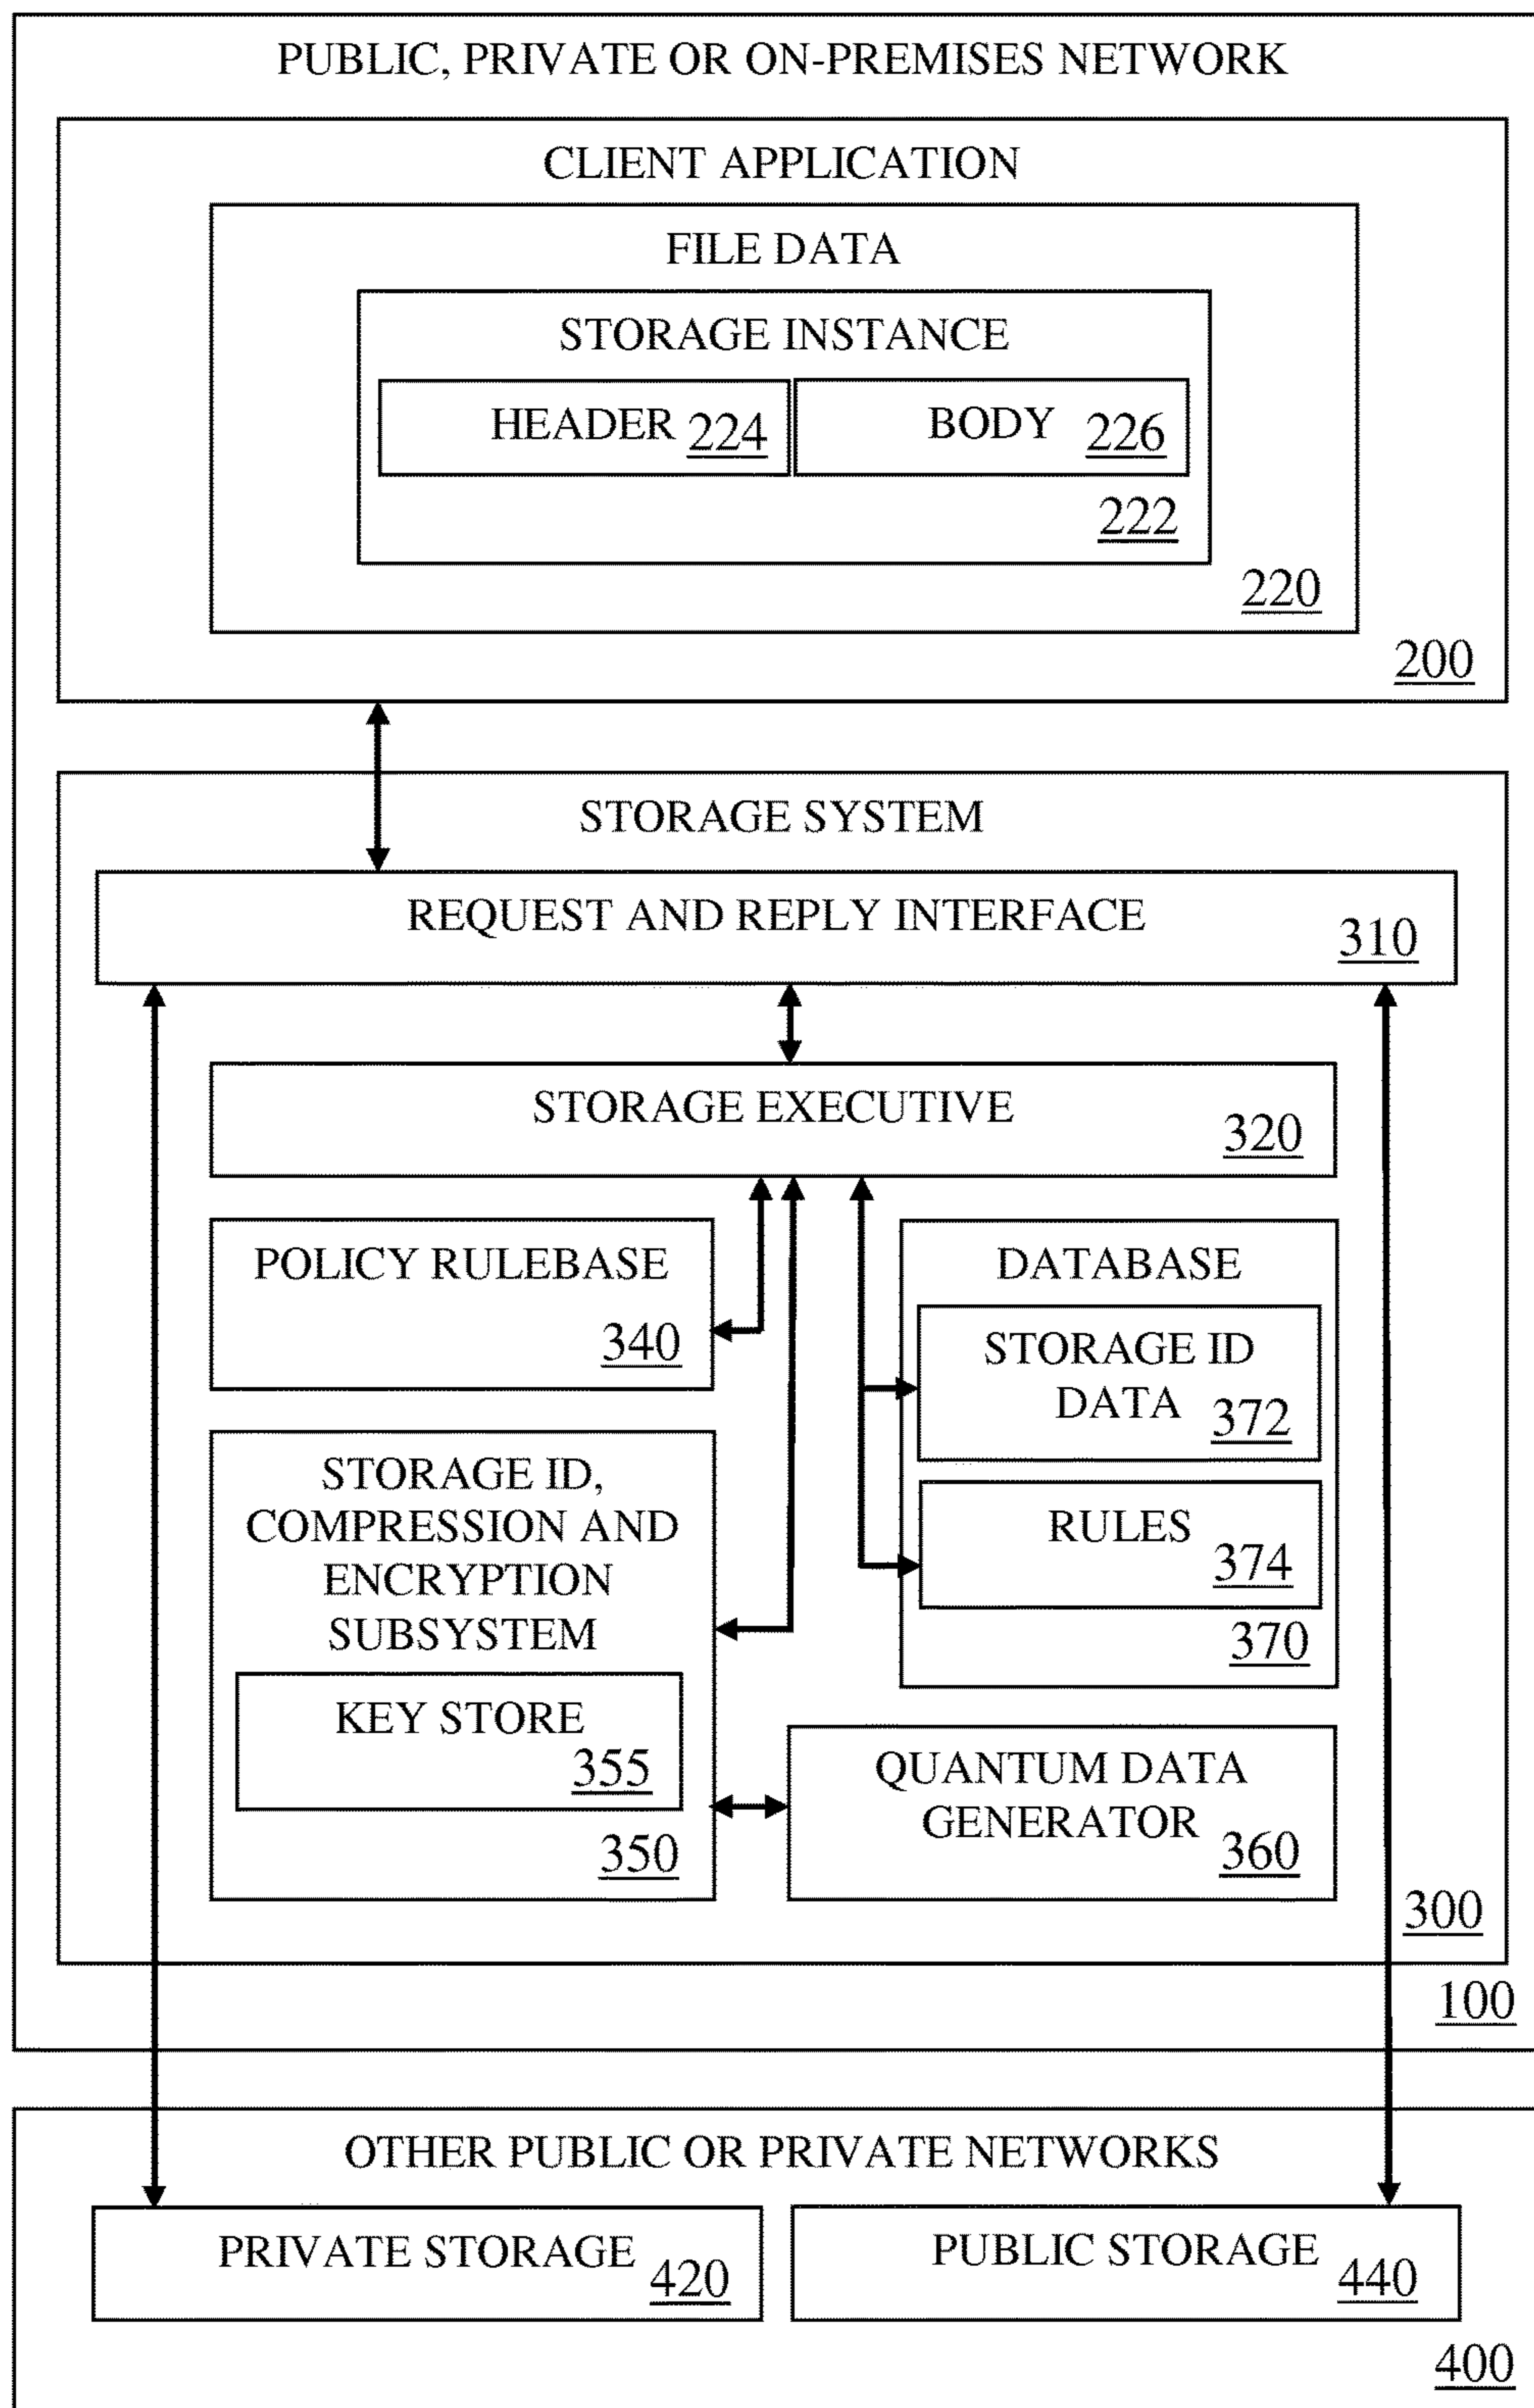 PUBLIC, PRIVATE OR ON-PREMISES NETWORK
CLIENT APPLICATION
FILE DATA
STORAGE INSTANCE
HEADER 224
BODY 226
222
220
200
STORAGE SYSTEM
REQUEST AND REPLY INTERFACE
310
STORAGE EXECUTIVE
320
POLICY RULEBASE
340
DATABASE
STORAGE ID
DATA 372
RULES
374
370
STORAGE ID,
COMPRESSION AND
ENCRYPTION
SUBSYSTEM
KEY STORE
355
350
QUANTUM DATA
GENERATOR 360
300
100
OTHER PUBLIC OR PRIVATE NETWORKS
PRIVATE STORAGE 420
PUBLIC STORAGE 440
400